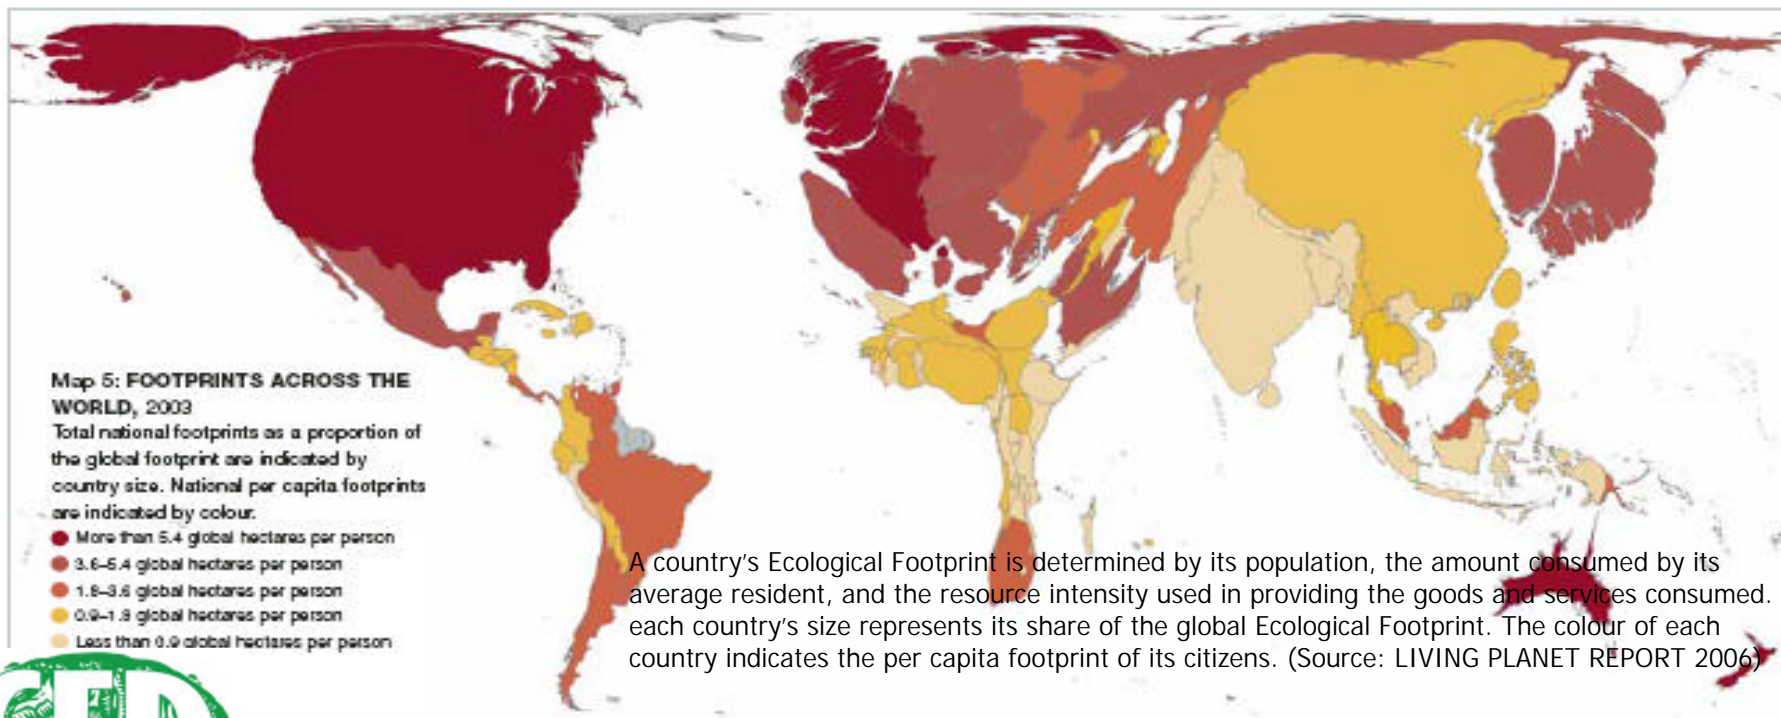 Map 5: FOOTPRINTS ACROSS THE
WORLD, 2003
Total national footprints as a proportion of
the global footprint are indicated by
country size. National per capita footprints
are indicated by colour.
More than 5.4 global hectares per person
3.6–5.4 global hectares per person
1.8–3.6 global hectares per person
0.9–1.8 global hectares per person
Less than 0.9 global hectares per person
A country's Ecological Footprint is determined by its population, the amount consumed by its
average resident, and the resource intensity used in providing the goods and services consumed.
each country's size represents its share of the global Ecological Footprint. The colour of each
country indicates the per capita footprint of its citizens. (Source: LIVING PLANET REPORT 2006)